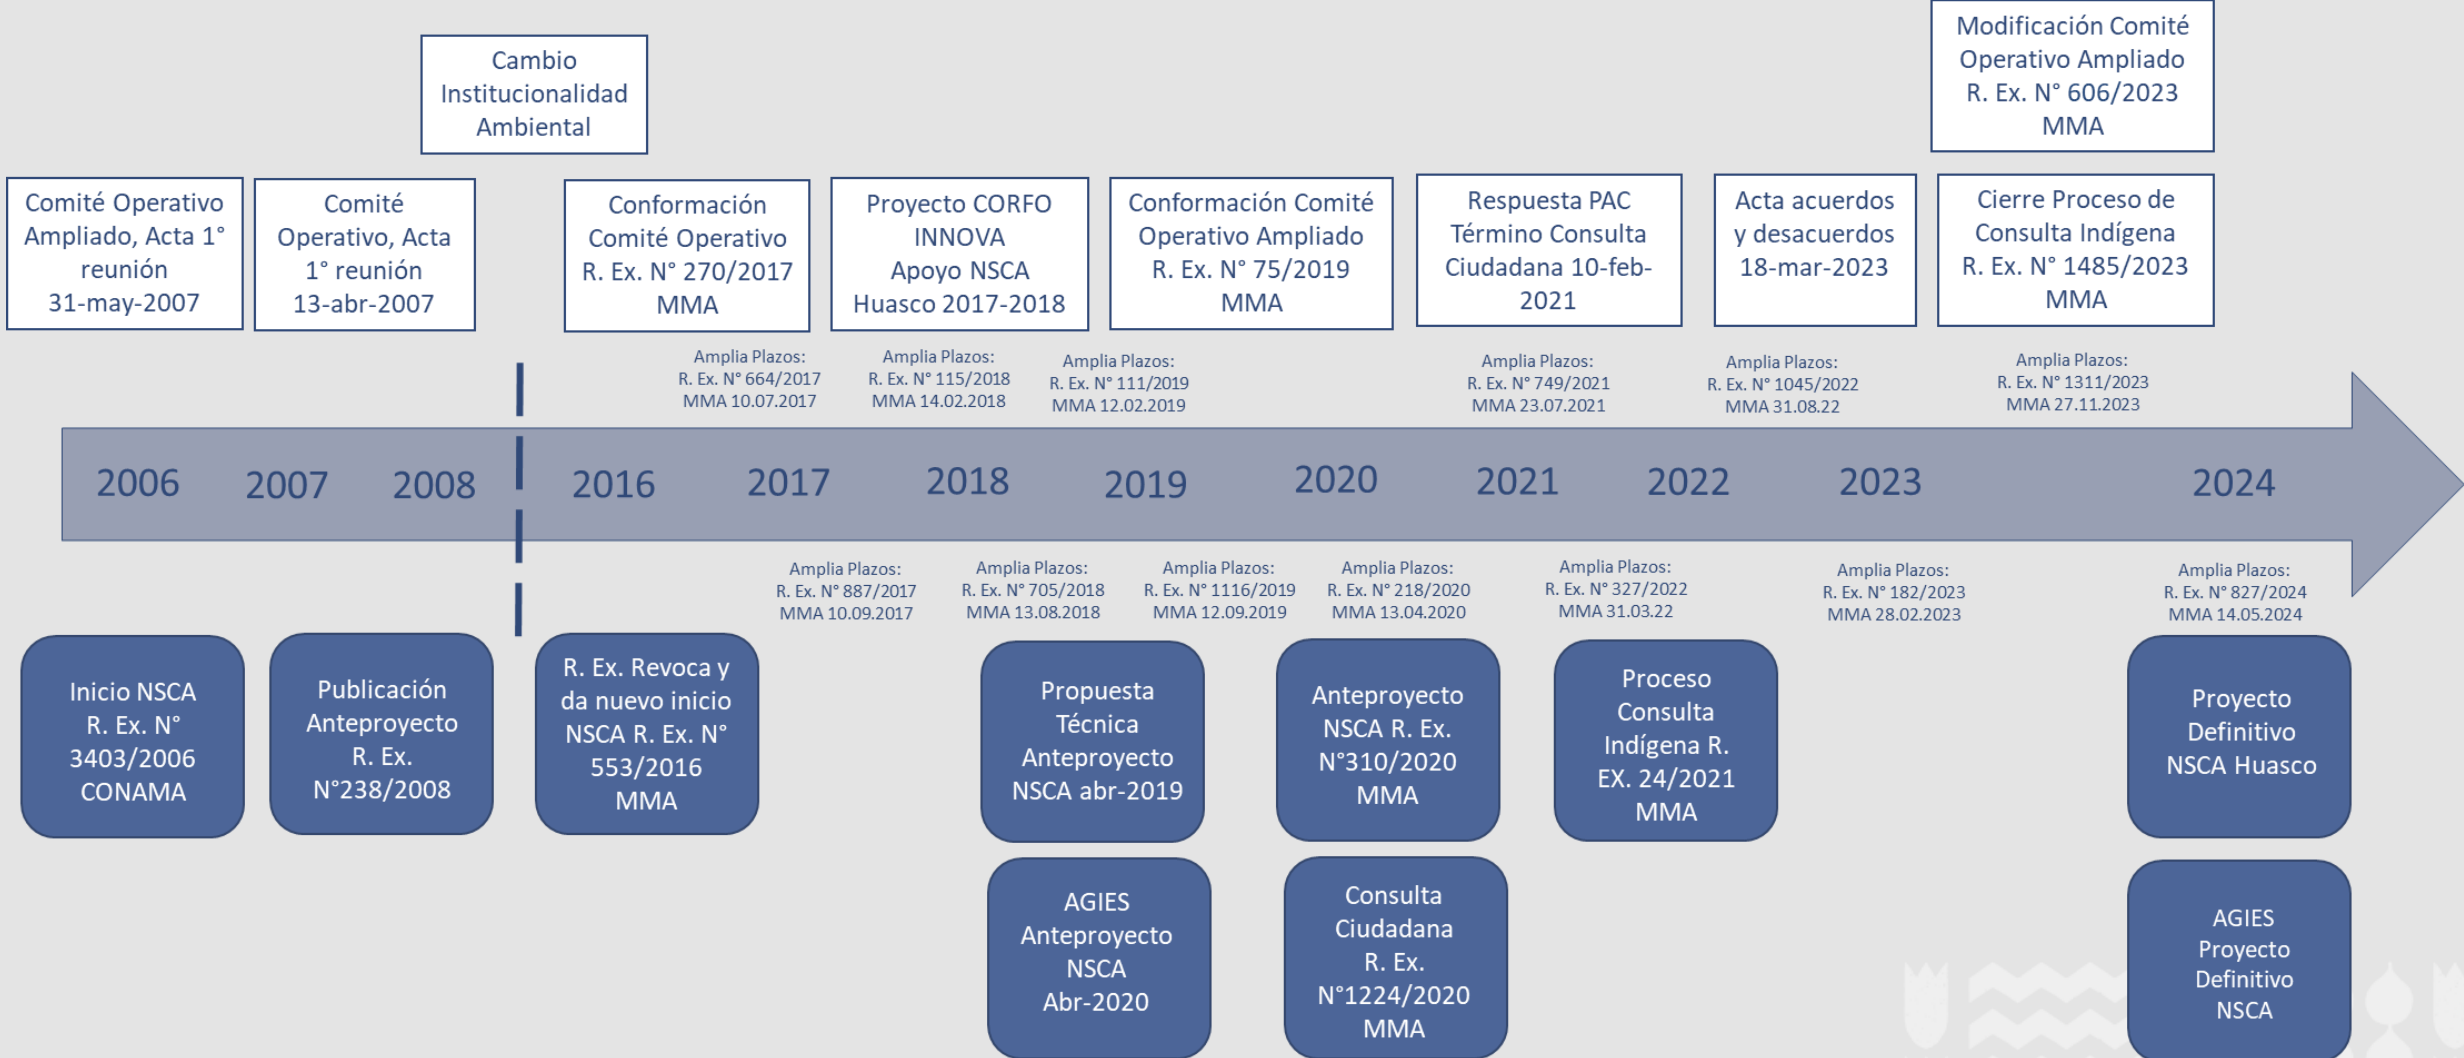 Cambio
Institucionalidad
Ambiental
Modificación Comité
Operativo Ampliado
R. Ex. N° 606/2023
MMA
Comité Operativo
Ampliado, Acta 1°
reunión
31-may-2007
Comité
Operativo, Acta
1° reunión
13-abr-2007
Conformación
Comité Operativo
R. Ex. N° 270/2017
MMA
Proyecto CORFO
INNOVA
Apoyo NSCA
Huasco 2017-2018
Conformación Comité
Operativo Ampliado
R. Ex. N° 75/2019
MMA
Respuesta PAC
Término Consulta
Ciudadana 10-feb-
2021
Acta acuerdos
y desacuerdos
18-mar-2023
Cierre Proceso de
Consulta Indígena
R. Ex. N° 1485/2023
MMA
Amplia Plazos:
R. Ex. N° 664/2017
MMA 10.07.2017
Amplia Plazos:
R. Ex. N° 115/2018
MMA 14.02.2018
Amplia Plazos:
R. Ex. N° 111/2019
MMA 12.02.2019
Amplia Plazos:
R. Ex. N° 749/2021
MMA 23.07.2021
Amplia Plazos:
R. Ex. N° 1045/2022
MMA 31.08.22
Amplia Plazos:
R. Ex. N° 1311/2023
MMA 27.11.2023
2006
2007
2008
2016
2017
2018
2019
2020
2021
2022
2023
2024
Amplia Plazos:
R. Ex. N° 887/2017
MMA 10.09.2017
Amplia Plazos:
R. Ex. N° 705/2018
MMA 13.08.2018
Amplia Plazos:
R. Ex. N° 1116/2019
MMA 12.09.2019
Amplia Plazos:
R. Ex. N° 218/2020
MMA 13.04.2020
Amplia Plazos:
R. Ex. N° 327/2022
MMA 31.03.22
Amplia Plazos:
R. Ex. N° 182/2023
MMA 28.02.2023
Amplia Plazos:
R. Ex. N° 827/2024
MMA 14.05.2024
Inicio NSCA
R. Ex. N°
3403/2006
CONAMA
Publicación
Anteproyecto
R. Ex.
N°238/2008
R. Ex. Revoca y
da nuevo inicio
NSCA R. Ex. N°
553/2016
MMA
Propuesta
Técnica
Anteproyecto
NSCA abr-2019
Anteproyecto
NSCA R. Ex.
N°310/2020
MMA
Proceso
Consulta
Indígena R.
EX. 24/2021
MMA
Proyecto
Definitivo
NSCA Huasco
AGIES
Anteproyecto
NSCA
Abr-2020
Consulta
Ciudadana
R. Ex.
N°1224/2020
MMA
AGIES
Proyecto
Definitivo
NSCA